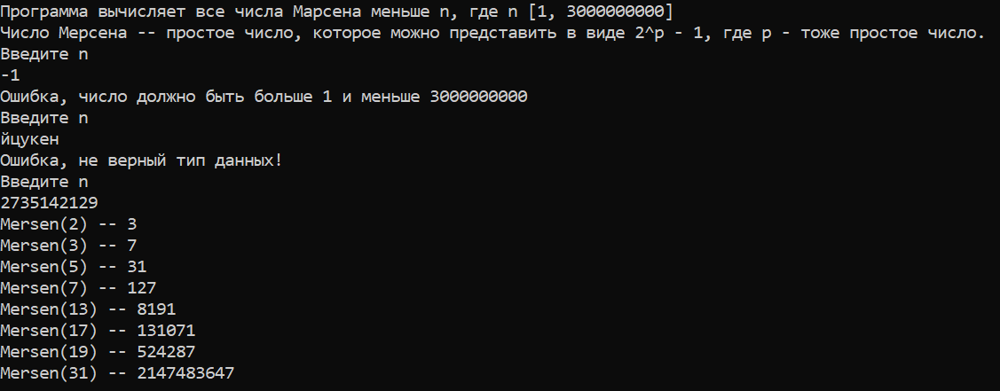 Программа вычисляет все числа Марсена меньше n, где n [1, 3000000000]
Число Мерсена -- простое число, которое можно представить в виде 2^p - 1, где p - тоже простое число.
Введите n
-1
Ошибка, число должно быть больше 1 и меньше 3000000000
Введите n
йцукен
Ошибка, не верный тип данных!
Введите n
2735142129
Mersen(2) -- 3
Mersen(3) -- 7
Mersen(5) -- 31
Mersen(7) -- 127
Mersen(13) -- 8191
Mersen(17) -- 131071
Mersen(19) -- 524287
Mersen(31) -- 2147483647